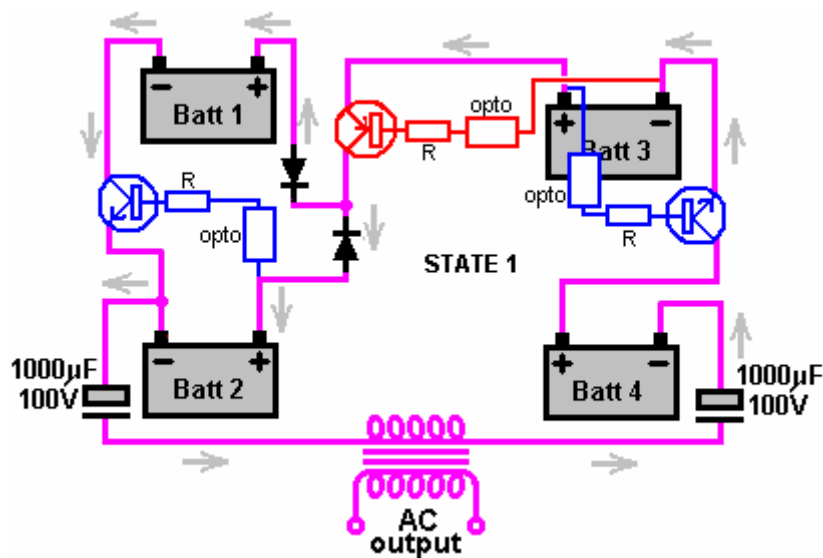 − +
Batt 1
opto
R
+ −
Batt 3
R
opto
opto
R
STATE 1
1000µF
100V
− +
Batt 2
+ −
Batt 4
1000µF
100V
AC
output